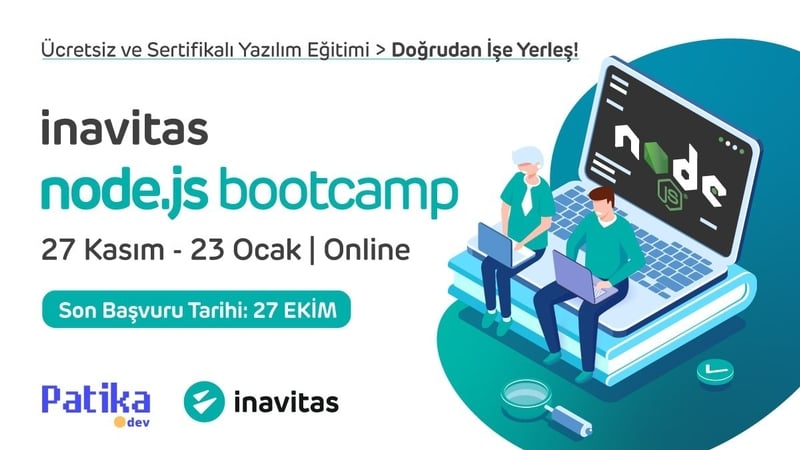 Ücretsiz ve Sertifikalı Yazılım Eğitimi > Doğrudan İşe Yerleş!
inavitas
node.js bootcamp
27 Kasım - 23 Ocak | Online
Son Başvuru Tarihi: 27 EKİM
Patika
.dev
inavitas
node
JS